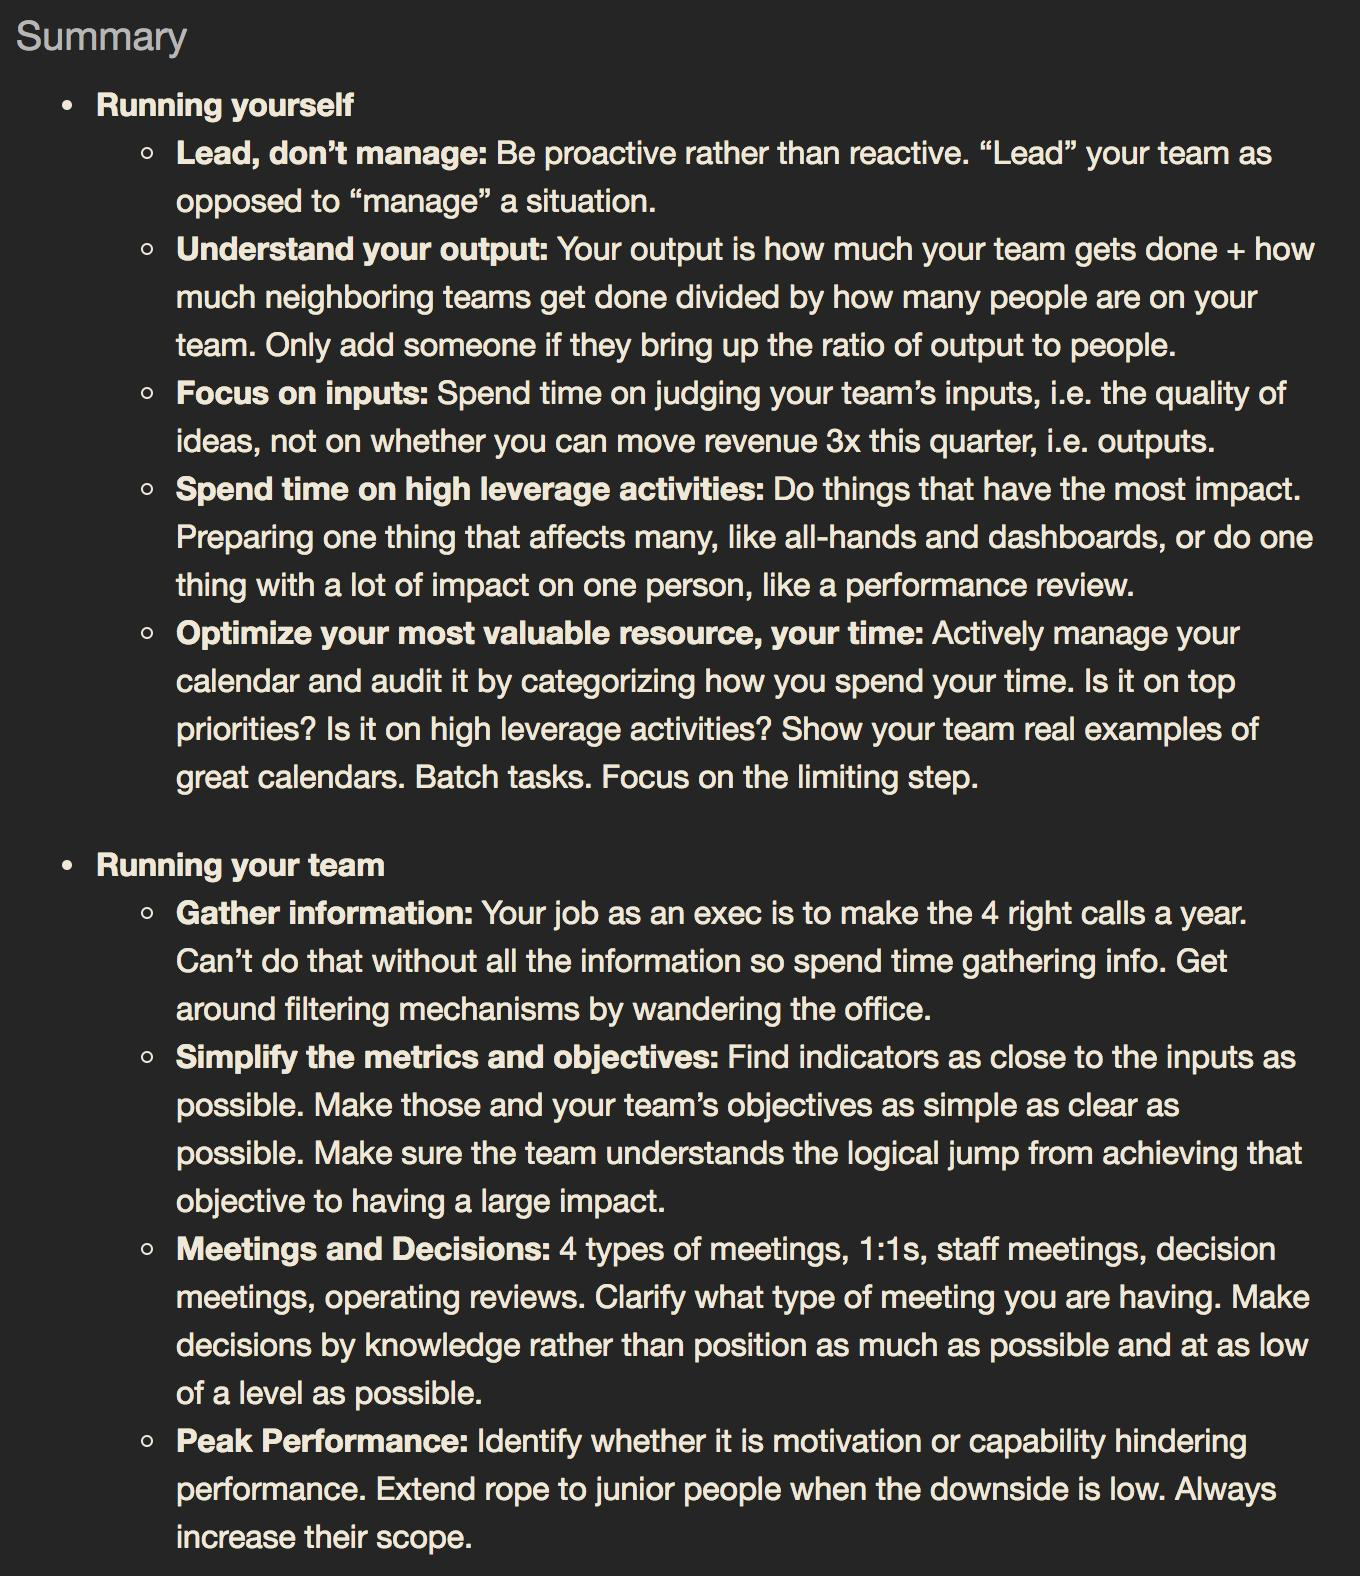 Summary
• Running yourself
○ Lead, don’t manage: Be proactive rather than reactive. “Lead” your team as
opposed to “manage” a situation.
○ Understand your output: Your output is how much your team gets done + how
much neighboring teams get done divided by how many people are on your
team. Only add someone if they bring up the ratio of output to people.
○ Focus on inputs: Spend time on judging your team’s inputs, i.e. the quality of
ideas, not on whether you can move revenue 3x this quarter, i.e. outputs.
○ Spend time on high leverage activities: Do things that have the most impact.
Preparing one thing that affects many, like all-hands and dashboards, or do one
thing with a lot of impact on one person, like a performance review.
○ Optimize your most valuable resource, your time: Actively manage your
calendar and audit it by categorizing how you spend your time. Is it on top
priorities? Is it on high leverage activities? Show your team real examples of
great calendars. Batch tasks. Focus on the limiting step.
• Running your team
○ Gather information: Your job as an exec is to make the 4 right calls a year.
Can’t do that without all the information so spend time gathering info. Get
around filtering mechanisms by wandering the office.
○ Simplify the metrics and objectives: Find indicators as close to the inputs as
possible. Make those and your team’s objectives as simple as clear as
possible. Make sure the team understands the logical jump from achieving that
objective to having a large impact.
○ Meetings and Decisions: 4 types of meetings, 1:1s, staff meetings, decision
meetings, operating reviews. Clarify what type of meeting you are having. Make
decisions by knowledge rather than position as much as possible and at as low
of a level as possible.
○ Peak Performance: Identify whether it is motivation or capability hindering
performance. Extend rope to junior people when the downside is low. Always
increase their scope.